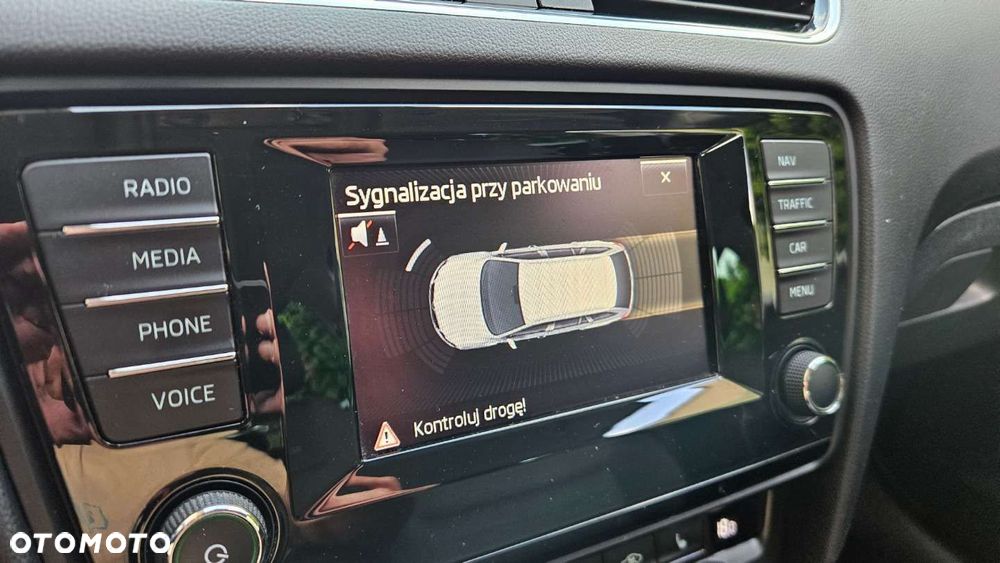 RADIO
MEDIA
PHONE
VOICE
Sygnalizacja przy parkowaniu
x
Kontroluj drogę!
NAV
TRAFFIC
CAR
MENU
OTOMOTO